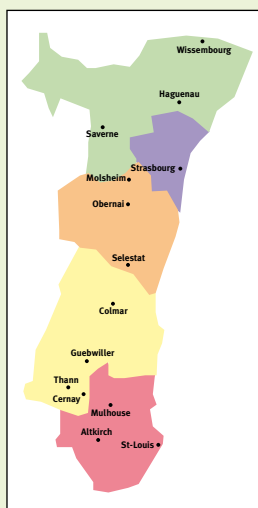 Wissembourg
Haguenau
Saverne
Strasbourg
Molsheim
Obernai
Selestat
Colmar
Guebwiller
Thann
Cernay
Mulhouse
Altkirch
St-Louis